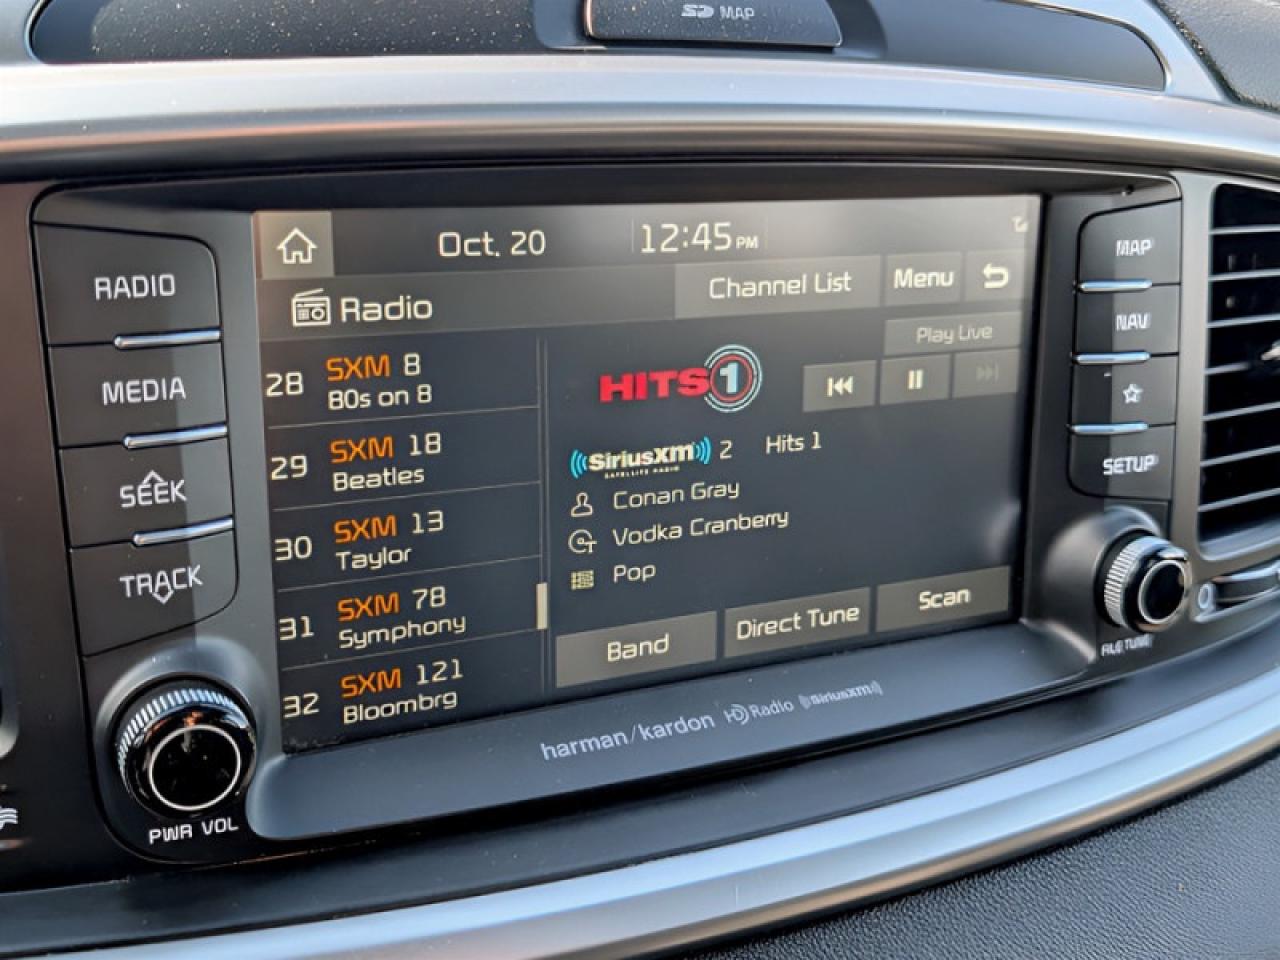 SD MAP
Oct. 20 12:45 PM
Radio
Channel List Menu
Play Live
28 SXM 8
80s on 8
29 SXM 18
Beatles
30 SXM 13
Taylor
31 SXM 78
Symphony
32 SXM 121
Bloombrg
HITS 1
SiriusXM 2 Hits 1
SATELLITE RADIO
Conan Gray
Vodka Cranberry
Pop
Band Direct Tune Scan
harman/kardon HD Radio SiriusXM
RADIO
MEDIA
SEEK
TRACK
PWR VOL
MAP
NAV
SETUP
FILE TUNE